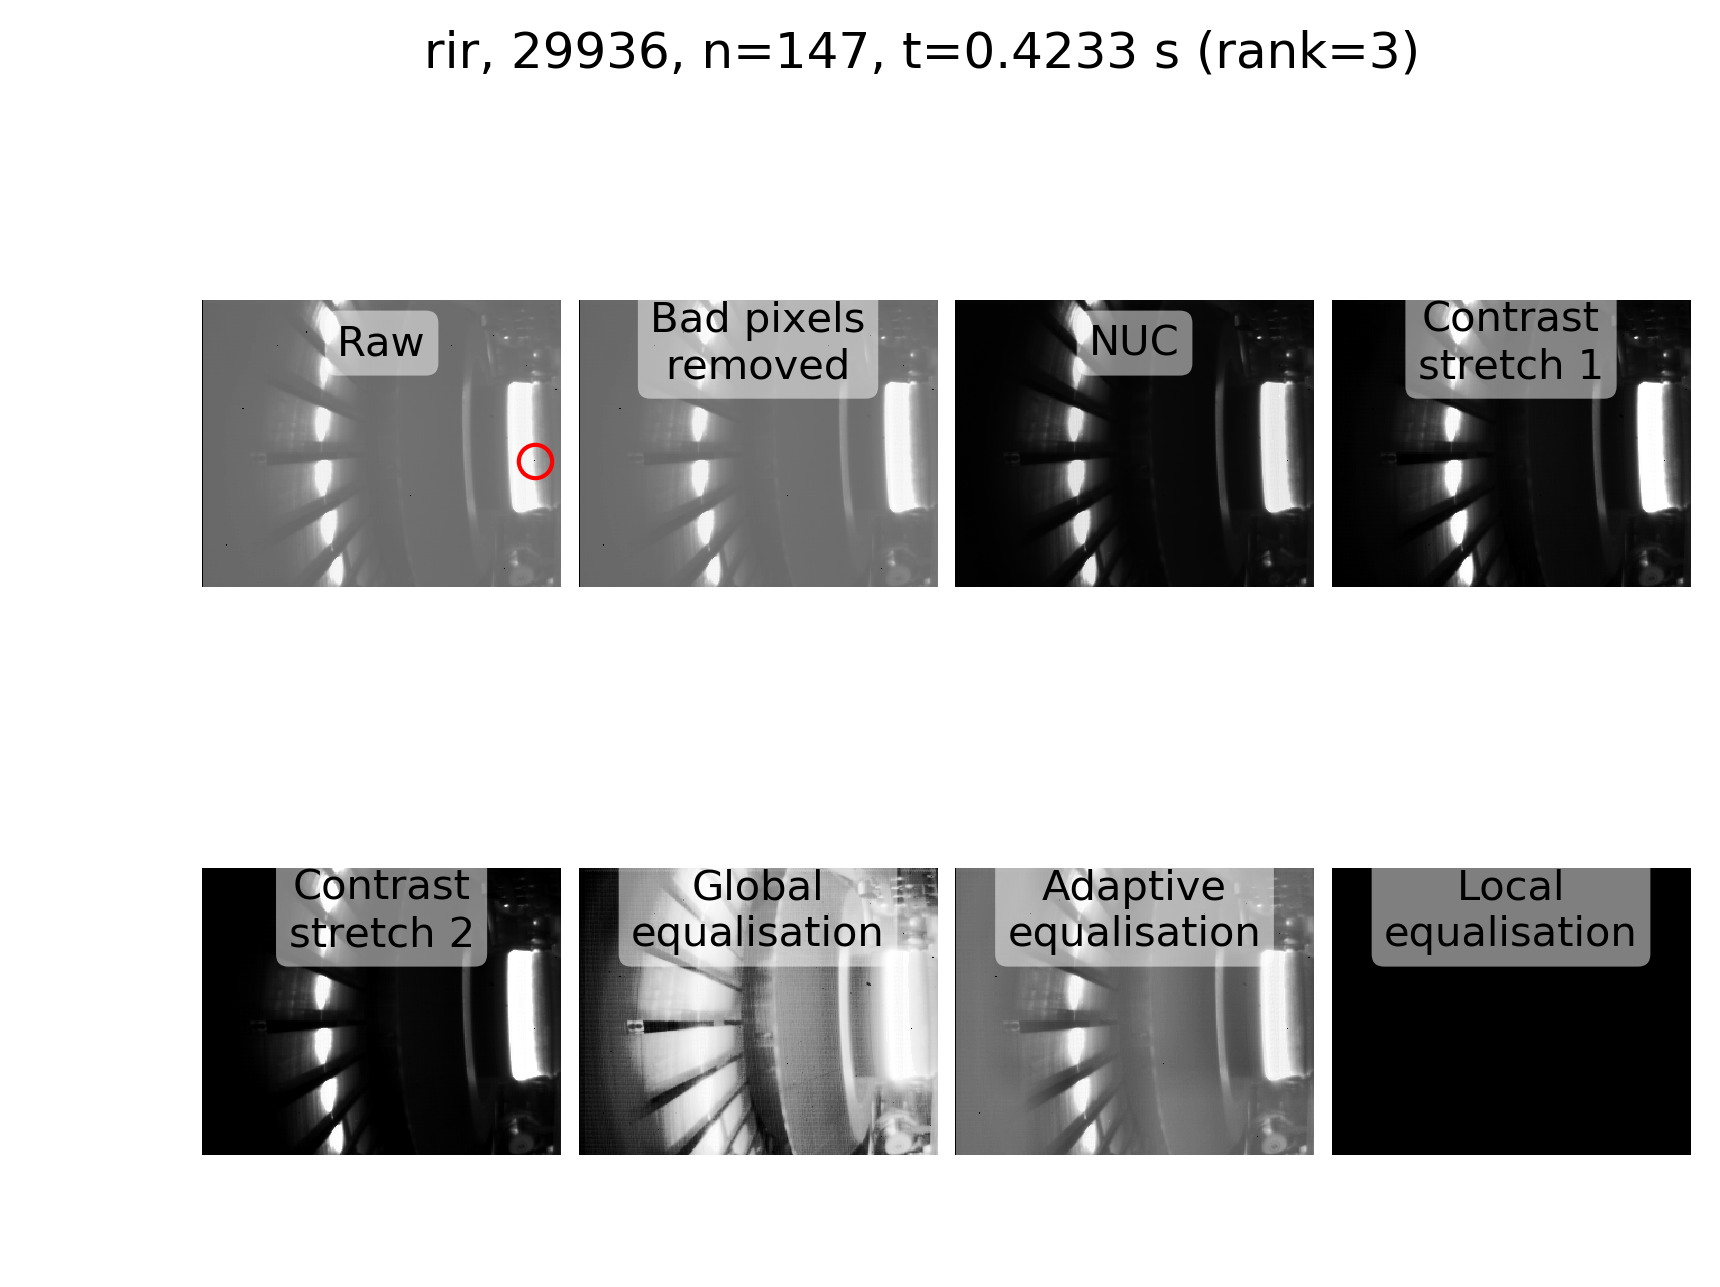 rir, 29936, n=147, t=0.4233 s (rank=3)
Raw
Bad pixels
removed
NUC
Contrast
stretch 1
Contrast
stretch 2
Global
equalisation
Adaptive
equalisation
Local
equalisation